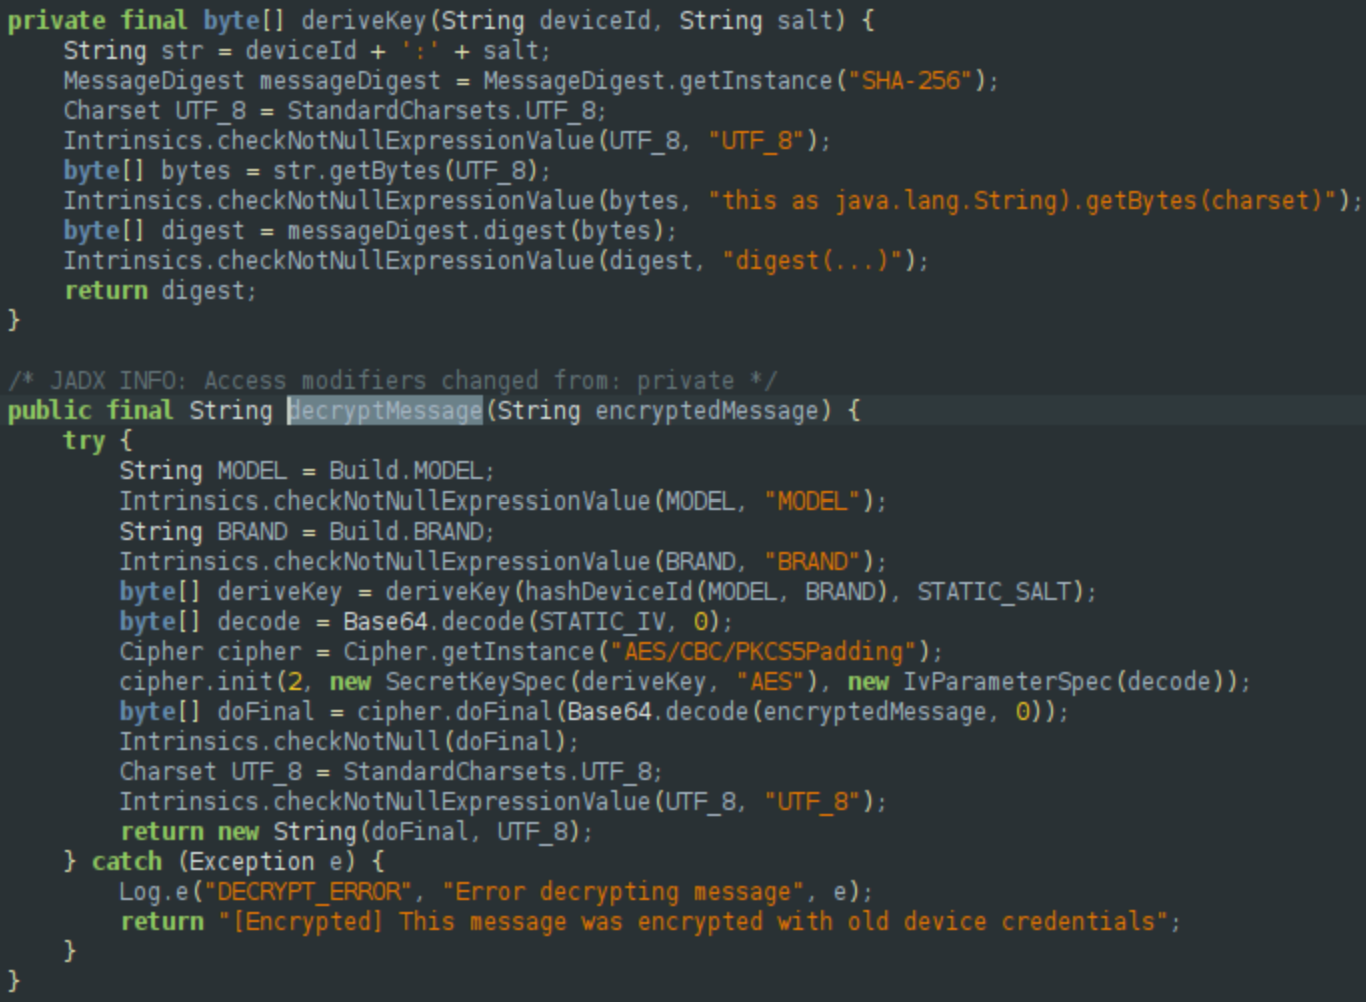 private final byte[] deriveKey(String deviceId, String salt) {
    String str = deviceId + ':' + salt;
    MessageDigest messageDigest = MessageDigest.getInstance("SHA-256");
    Charset UTF_8 = StandardCharsets.UTF_8;
    Intrinsics.checkNotNullExpressionValue(UTF_8, "UTF_8");
    byte[] bytes = str.getBytes(UTF_8);
    Intrinsics.checkNotNullExpressionValue(bytes, "this as java.lang.String).getBytes(charset)");
    byte[] digest = messageDigest.digest(bytes);
    Intrinsics.checkNotNullExpressionValue(digest, "digest(...)");
    return digest;
}

/* JADX INFO: Access modifiers changed from: private */
public final String decryptMessage(String encryptedMessage) {
    try {
        String MODEL = Build.MODEL;
        Intrinsics.checkNotNullExpressionValue(MODEL, "MODEL");
        String BRAND = Build.BRAND;
        Intrinsics.checkNotNullExpressionValue(BRAND, "BRAND");
        byte[] deriveKey = deriveKey(hashDeviceId(MODEL, BRAND), STATIC_SALT);
        byte[] decode = Base64.decode(STATIC_IV, 0);
        Cipher cipher = Cipher.getInstance("AES/CBC/PKCS5Padding");
        cipher.init(2, new SecretKeySpec(deriveKey, "AES"), new IvParameterSpec(decode));
        byte[] doFinal = cipher.doFinal(Base64.decode(encryptedMessage, 0));
        Intrinsics.checkNotNull(doFinal);
        Charset UTF_8 = StandardCharsets.UTF_8;
        Intrinsics.checkNotNullExpressionValue(UTF_8, "UTF_8");
        return new String(doFinal, UTF_8);
    } catch (Exception e) {
        Log.e("DECRYPT_ERROR", "Error decrypting message", e);
        return "[Encrypted] This message was encrypted with old device credentials";
    }
}